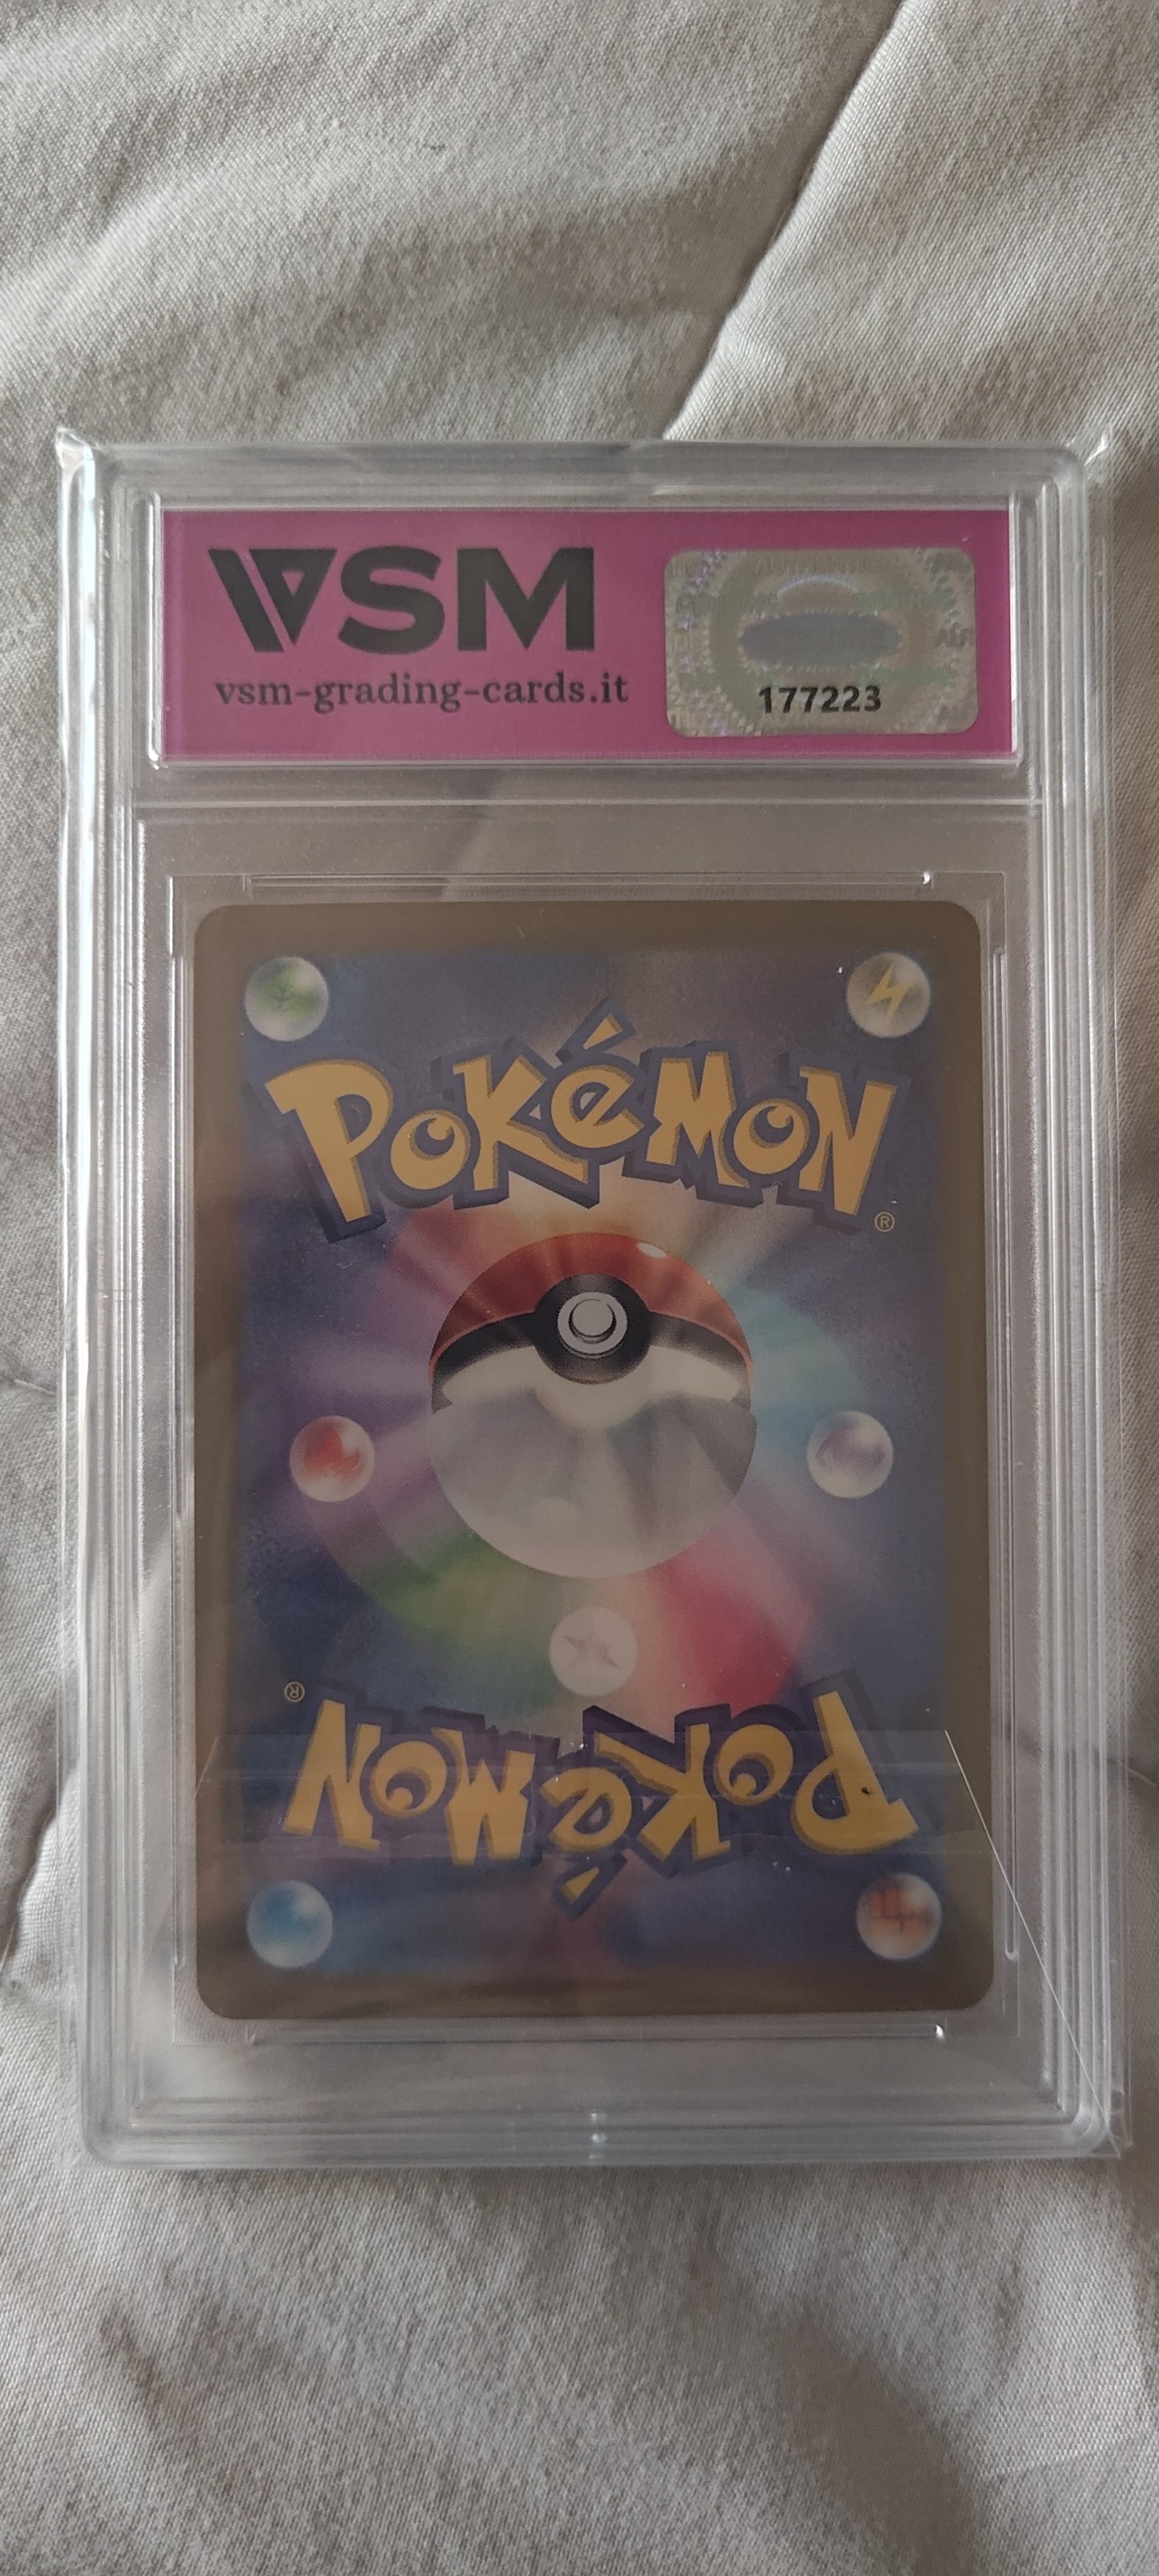 VSM
vsm-grading-cards.it
177223
POKéMON
®
®
POKéMON